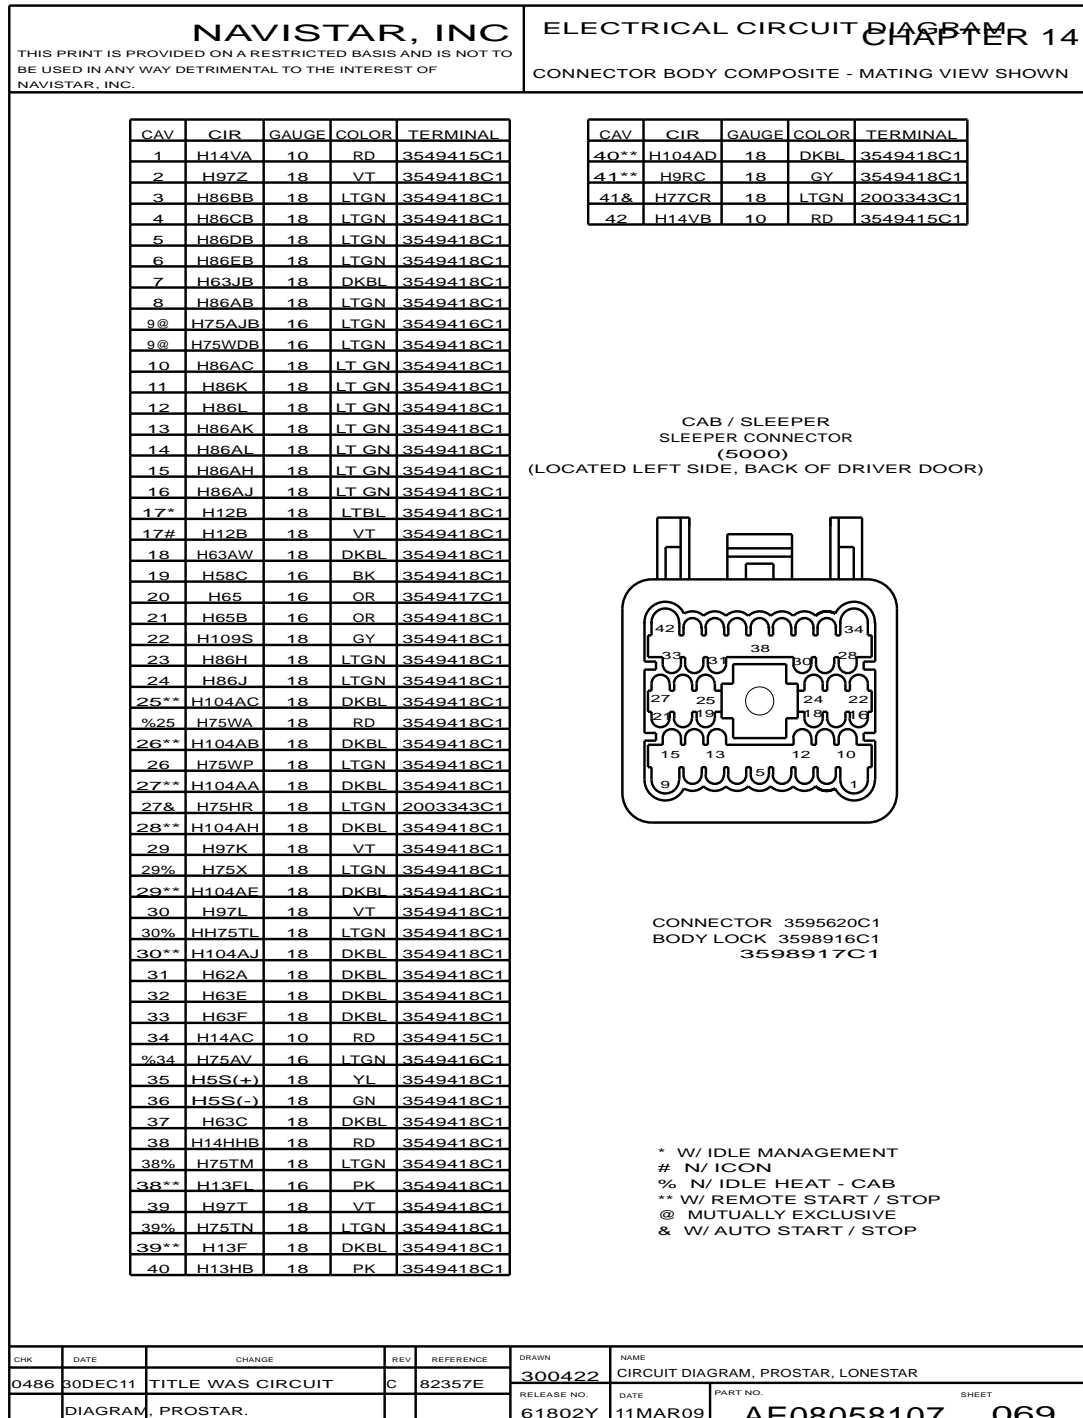 NAVISTAR, INC
THIS PRINT IS PROVIDED ON A RESTRICTED BASIS AND IS NOT TO
BE USED IN ANY WAY DETRIMENTAL TO THE INTEREST OF
NAVISTAR, INC.
ELECTRICAL CIRCUIT DIAGRAM
CHAPTER 14
CONNECTOR BODY COMPOSITE - MATING VIEW SHOWN
CAV CIR GAUGE COLOR TERMINAL
1 H14VA 10 RD 3549415C1
2 H97Z 18 VT 3549418C1
3 H86BB 18 LTGN 3549418C1
4 H86CB 18 LTGN 3549418C1
5 H86DB 18 LTGN 3549418C1
6 H86EB 18 LTGN 3549418C1
7 H63JB 18 DKBL 3549418C1
8 H86AB 18 LTGN 3549418C1
9@ H75AJB 16 LTGN 3549416C1
9@ H75WDB 16 LTGN 3549418C1
10 H86AC 18 LT GN 3549418C1
11 H86K 18 LT GN 3549418C1
12 H86L 18 LT GN 3549418C1
13 H86AK 18 LT GN 3549418C1
14 H86AL 18 LT GN 3549418C1
15 H86AH 18 LT GN 3549418C1
16 H86AJ 18 LT GN 3549418C1
17* H12B 18 LTBL 3549418C1
17# H12B 18 VT 3549418C1
18 H63AW 18 DKBL 3549418C1
19 H58C 16 BK 3549418C1
20 H65 16 OR 3549417C1
21 H65B 16 OR 3549418C1
22 H109S 18 GY 3549418C1
23 H86H 18 LTGN 3549418C1
24 H86J 18 LTGN 3549418C1
25** H104AC 18 DKBL 3549418C1
%25 H75WA 18 RD 3549418C1
26** H104AB 18 DKBL 3549418C1
26 H75WP 18 LTGN 3549418C1
27** H104AA 18 DKBL 3549418C1
27& H75HR 18 LTGN 2003343C1
28** H104AH 18 DKBL 3549418C1
29 H97K 18 VT 3549418C1
29% H75X 18 LTGN 3549418C1
29** H104AE 18 DKBL 3549418C1
30 H97L 18 VT 3549418C1
30% HH75TL 18 LTGN 3549418C1
30** H104AJ 18 DKBL 3549418C1
31 H62A 18 DKBL 3549418C1
32 H63E 18 DKBL 3549418C1
33 H63F 18 DKBL 3549418C1
34 H14AC 10 RD 3549415C1
%34 H75AV 16 LTGN 3549416C1
35 H5S(+) 18 YL 3549418C1
36 H5S(-) 18 GN 3549418C1
37 H63C 18 DKBL 3549418C1
38 H14HHB 18 RD 3549418C1
38% H75TM 18 LTGN 3549418C1
38** H13FL 16 PK 3549418C1
39 H97T 18 VT 3549418C1
39% H75TN 18 LTGN 3549418C1
39** H13F 18 DKBL 3549418C1
40 H13HB 18 PK 3549418C1
CAV CIR GAUGE COLOR TERMINAL
40** H104AD 18 DKBL 3549418C1
41** H9RC 18 GY 3549418C1
41& H77CR 18 LTGN 2003343C1
42 H14VB 10 RD 3549415C1
CAB / SLEEPER
SLEEPER CONNECTOR
(5000)
(LOCATED LEFT SIDE, BACK OF DRIVER DOOR)
42 34
38
33 31 30 28
27 25 24 22
21 19 18 16
15 13 12 10
9 5 1
CONNECTOR 3595620C1
BODY LOCK 3598916C1
3598917C1
* W/ IDLE MANAGEMENT
# N/ ICON
% N/ IDLE HEAT - CAB
** W/ REMOTE START / STOP
@ MUTUALLY EXCLUSIVE
& W/ AUTO START / STOP
CHK DATE CHANGE REV REFERENCE
0486 30DEC11 TITLE WAS CIRCUIT C 82357E
DIAGRAM, PROSTAR.
DRAWN NAME
300422 CIRCUIT DIAGRAM, PROSTAR, LONESTAR
RELEASE NO. DATE PART NO. SHEET
61802Y 11MAR09 AE08058107 069